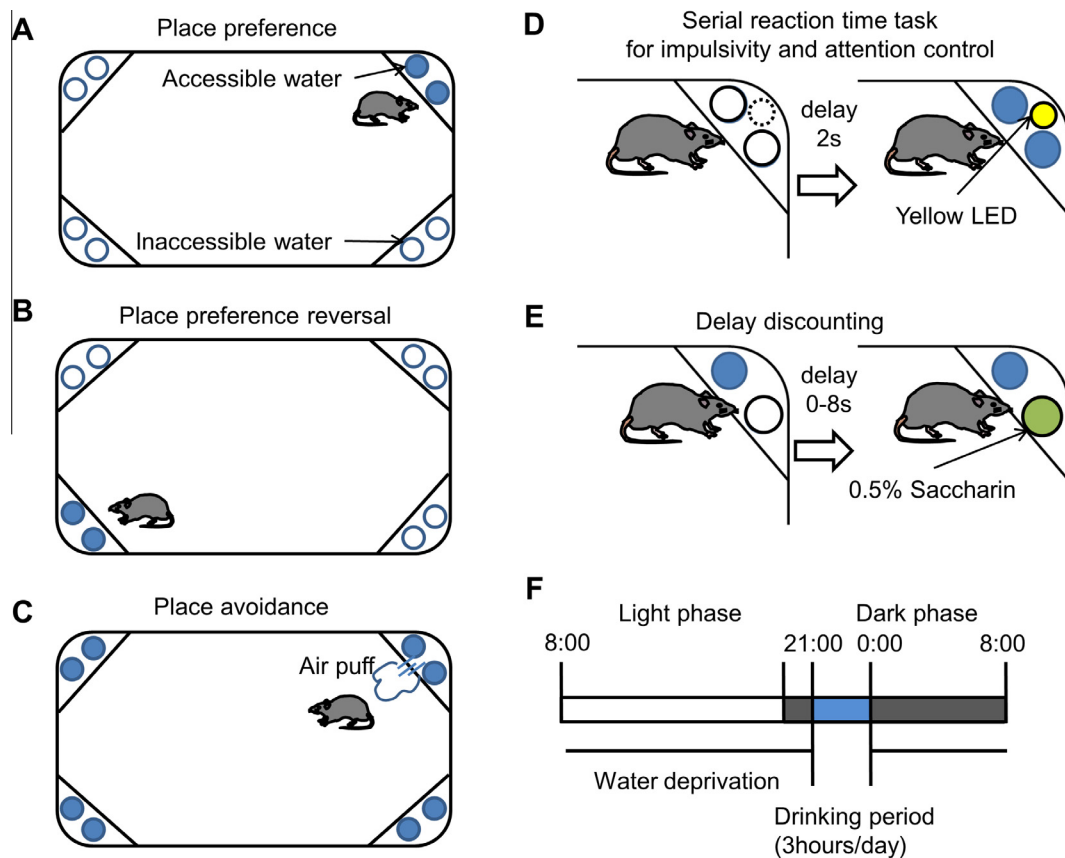 A
Place preference
Accessible water
Inaccessible water
B
Place preference reversal
C
Place avoidance
Air puff
D
Serial reaction time task
for impulsivity and attention control
delay
2s
Yellow LED
E
Delay discounting
delay
0-8s
0.5% Saccharin
F
Light phase
Dark phase
8:00
21:00
0:00
8:00
Water deprivation
Drinking period
(3hours/day)